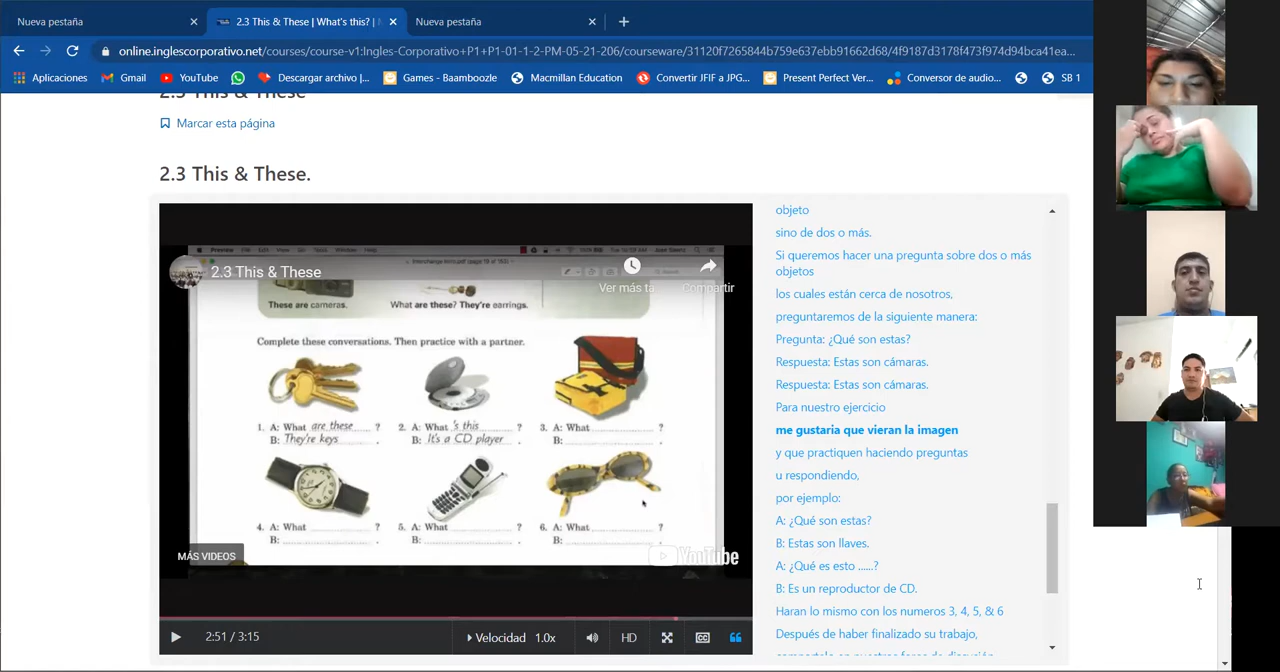 Nueva pestaña
2.3 This & These | What's this? |
Nueva pestaña
online.inglescorporativo.net/courses/course-v1:Ingles-Corporativo+P1+P1-01-1-2-PM-05-21-206/courseware/31120f7265844b759e637ebb91662d68/4f9187d3178f473f974d94bca41ea...
Aplicaciones
Gmail
YouTube
Descargar archivo |...
Games - Baamboozle
Macmillan Education
Convertir JFIF a JPG...
Present Perfect Ver...
Conversor de audio...
SB 1
2.3 This & These
Marcar esta página
2.3 This & These.
2.3 This & These
Ver más ta
Compartir
These are cameras.
What are these? They're earrings.
Complete these conversations. Then practice with a partner.
1. A: What are these ?
B: They're keys .
2. A: What 's this ?
B: It's a CD player .
3. A: What ?
B: .
4. A: What ?
B: .
5. A: What ?
B: .
6. A: What ?
B: .
MÁS VIDEOS
YouTube
2:51 / 3:15
Velocidad 1.0x
HD
objeto
sino de dos o más.
Si queremos hacer una pregunta sobre dos o más
objetos
los cuales están cerca de nosotros,
preguntaremos de la siguiente manera:
Pregunta: ¿Qué son estas?
Respuesta: Estas son cámaras.
Respuesta: Estas son cámaras.
Para nuestro ejercicio
me gustaria que vieran la imagen
y que practiquen haciendo preguntas
u respondiendo,
por ejemplo:
A: ¿Qué son estas?
B: Estas son llaves.
A: ¿Qué es esto ......?
B: Es un reproductor de CD.
Haran lo mismo con los numeros 3, 4, 5, & 6
Después de haber finalizado su trabajo,